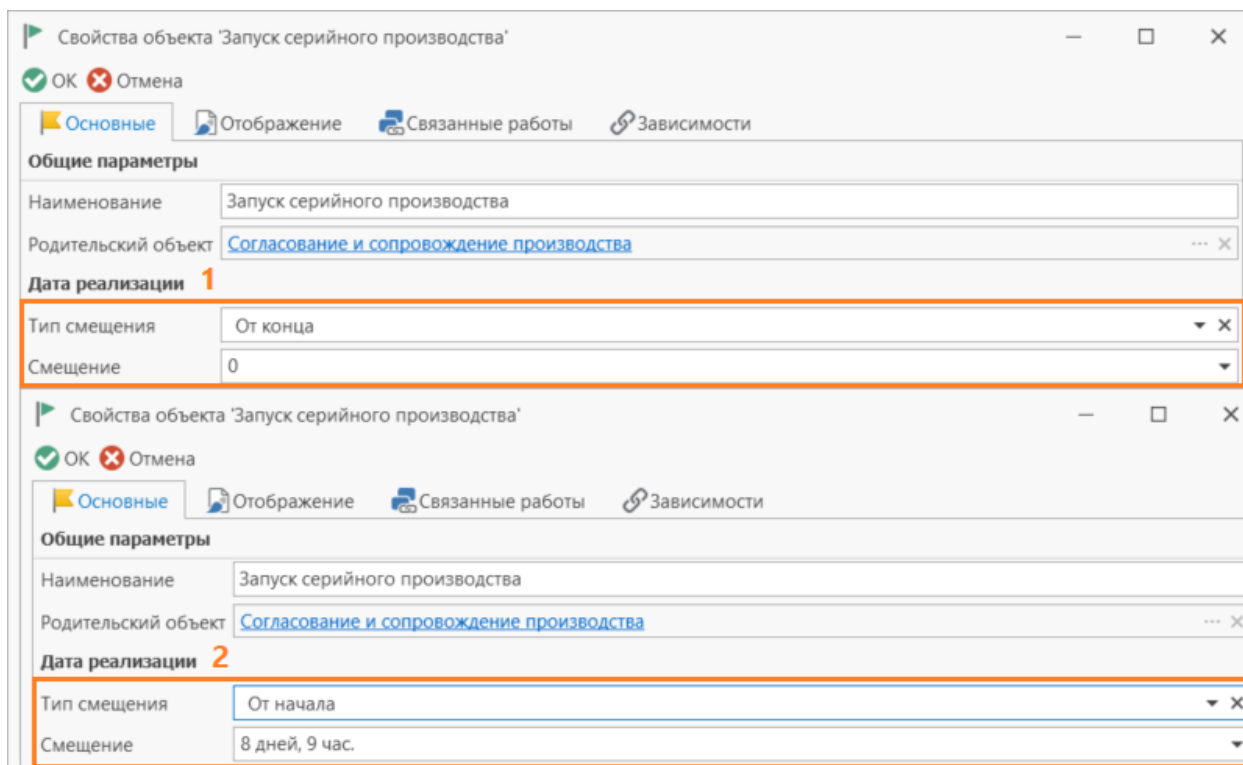 Свойства объекта 'Запуск серийного производства'
ОК Отмена
Основные Отображение Связанные работы Зависимости
Общие параметры
Наименование Запуск серийного производства
Родительский объект Согласование и сопровождение производства
Дата реализации 1
Тип смещения От конца
Смещение 0
Свойства объекта 'Запуск серийного производства'
ОК Отмена
Основные Отображение Связанные работы Зависимости
Общие параметры
Наименование Запуск серийного производства
Родительский объект Согласование и сопровождение производства
Дата реализации 2
Тип смещения От начала
Смещение 8 дней, 9 час.